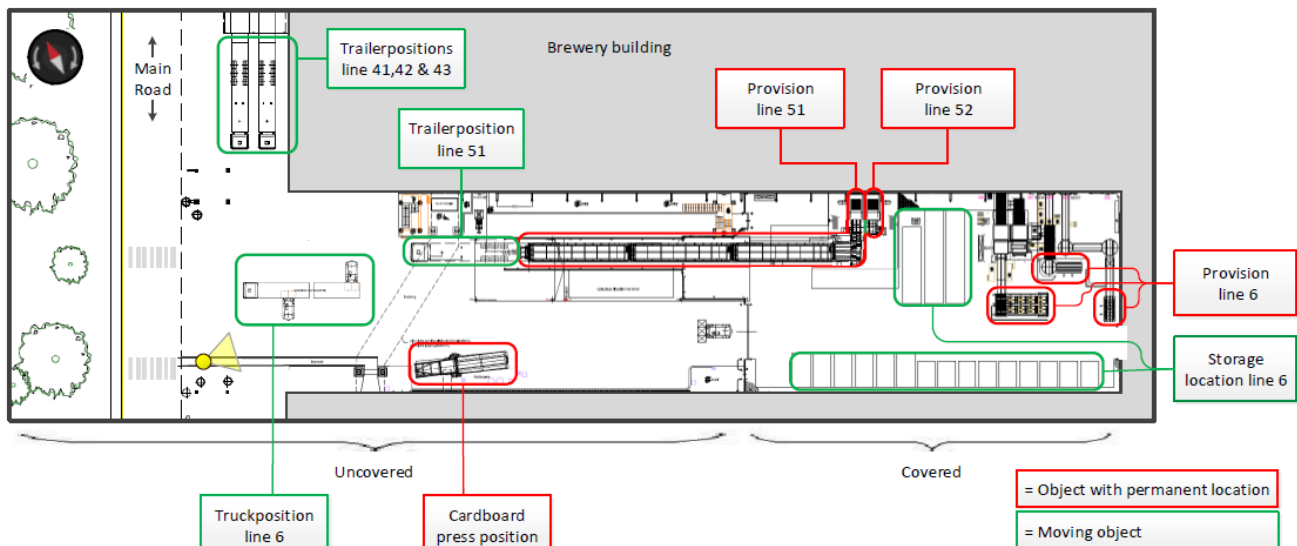 Brewery building
Trailerpositions
line 41,42 & 43
Main
Road
Provision
line 51
Provision
line 52
Trailerposition
line 51
Provision
line 6
Storage
location line 6
Uncovered
Covered
Truckposition
line 6
Cardboard
press position
= Object with permanent location
= Moving object